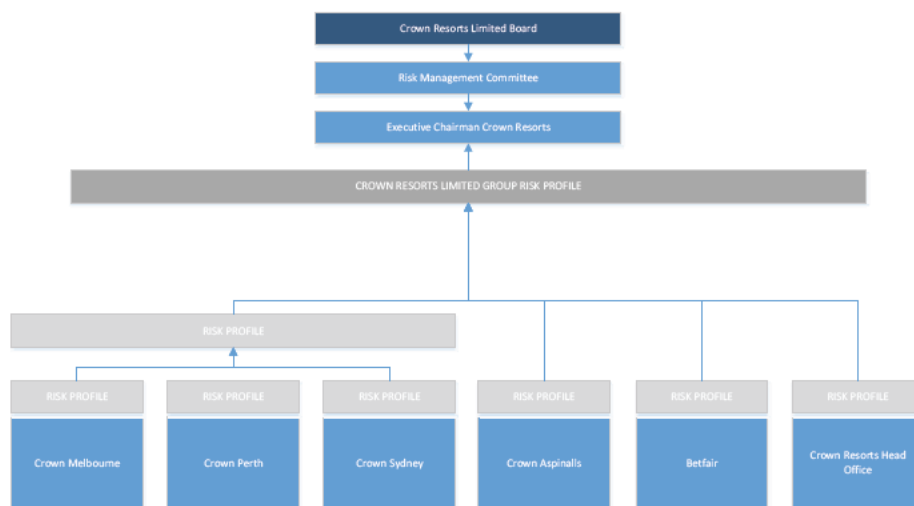 Crown Resorts Limited Board
Risk Management Committee
Executive Chairman Crown Resorts
CROWN RESORTS LIMITED GROUP RISK PROFILE
RISK PROFILE
RISK PROFILE
RISK PROFILE
RISK PROFILE
RISK PROFILE
RISK PROFILE
RISK PROFILE
Crown Melbourne
Crown Perth
Crown Sydney
Crown Aspinalls
Betfair
Crown Resorts Head
Office